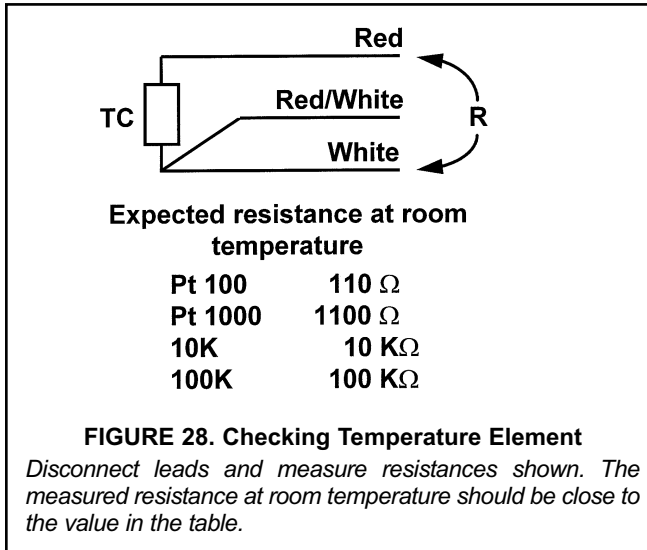 Red
TC
Red/White
R
White
Expected resistance at room
temperature
Pt 100 110 Ω
Pt 1000 1100 Ω
10K 10 KΩ
100K 100 KΩ
FIGURE 28. Checking Temperature Element
Disconnect leads and measure resistances shown. The
measured resistance at room temperature should be close to
the value in the table.